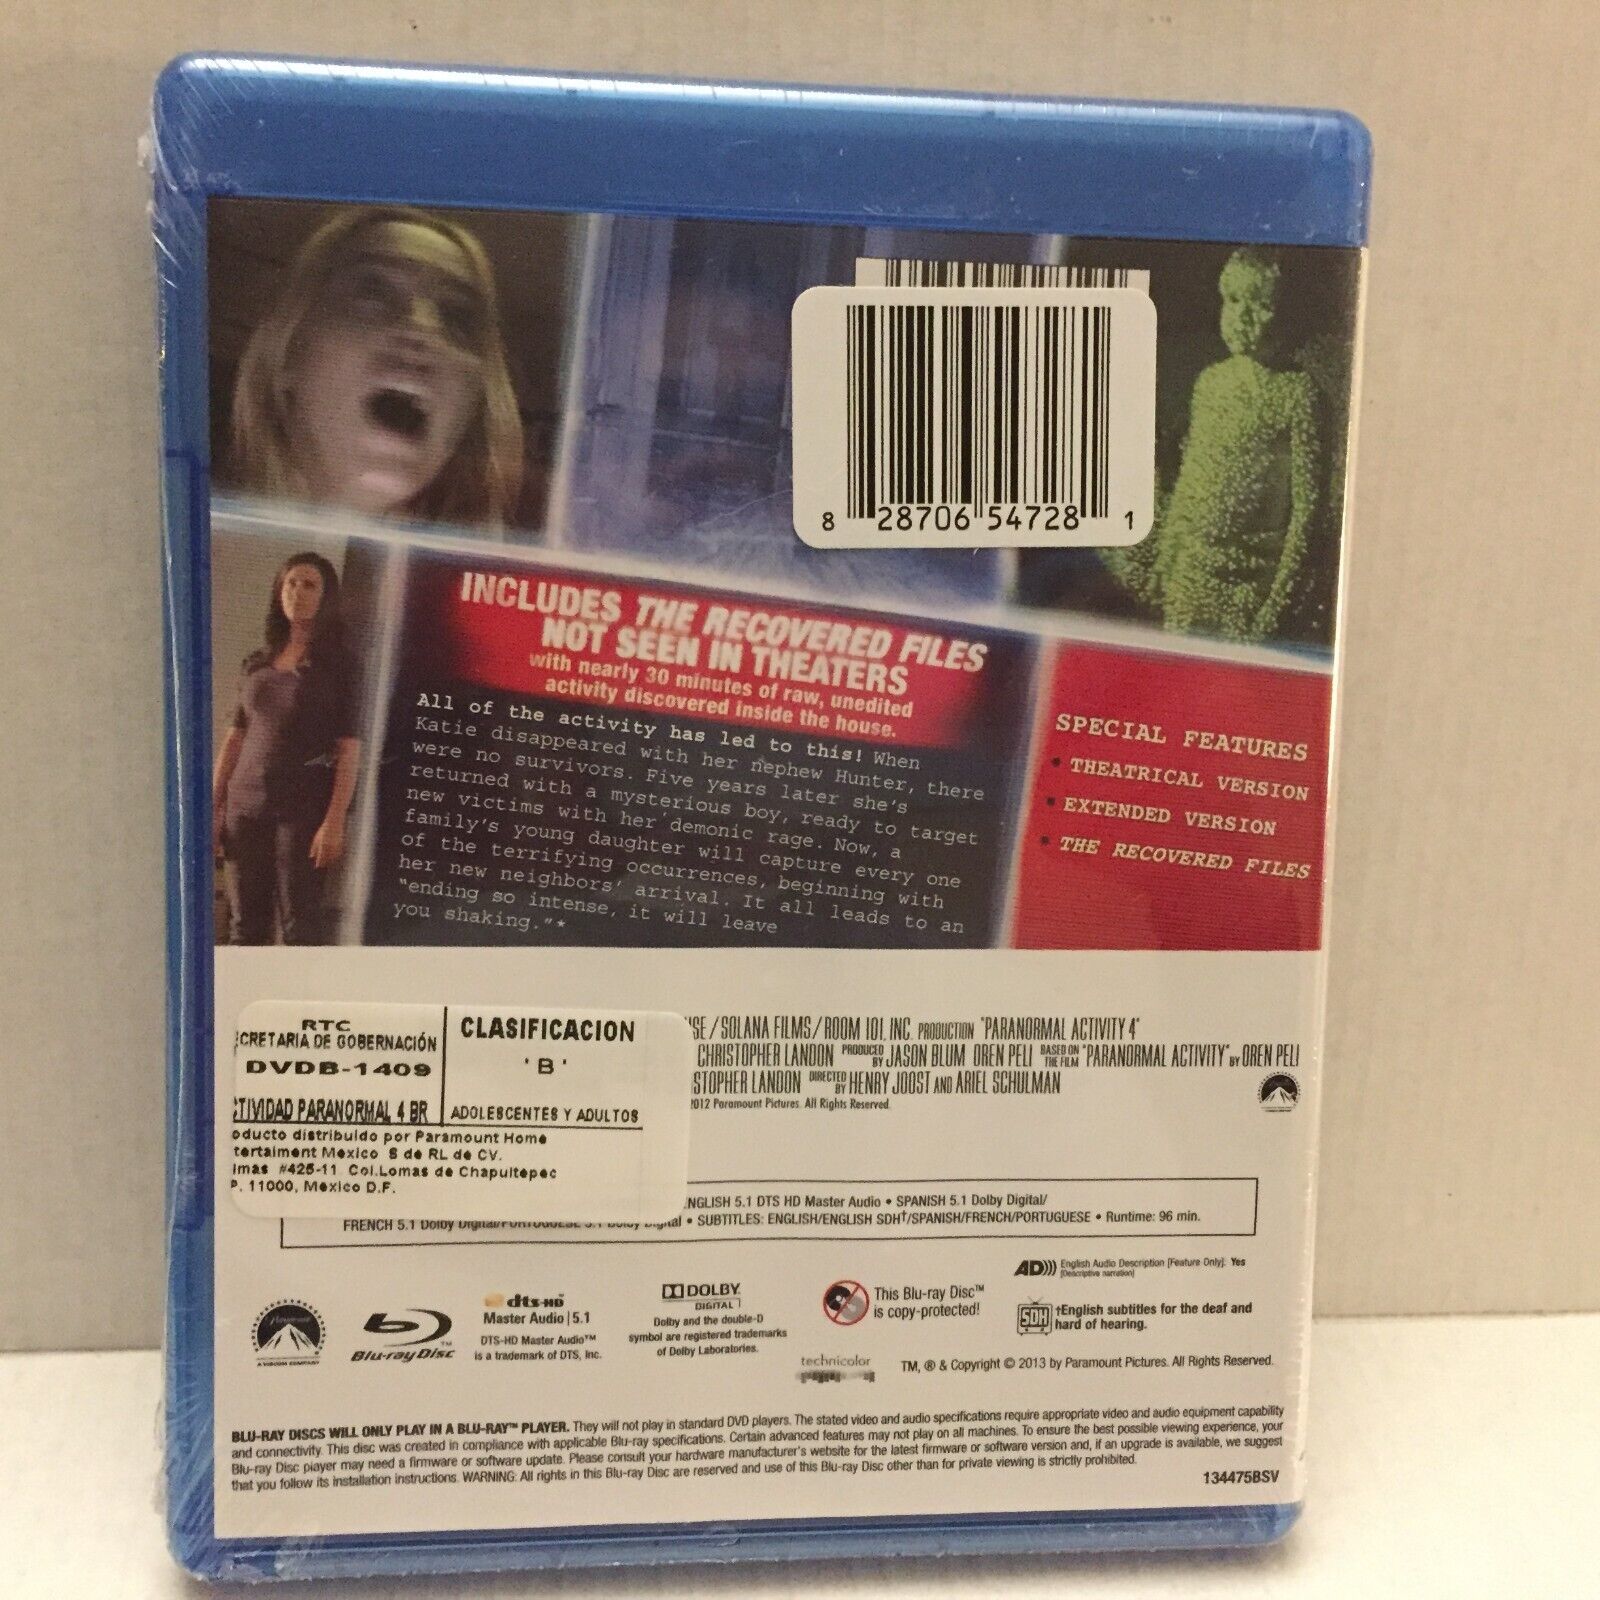 8 28706 54728 1
INCLUDES THE RECOVERED FILES
NOT SEEN IN THEATERS
with nearly 30 minutes of raw, unedited
activity discovered inside the house.
All of the activity has led to this! When
Katie disappeared with her nephew Hunter, there
were no survivors. Five years later she's
returned with a mysterious boy, ready to target
new victims with her demonic rage. Now, a
family's young daughter will capture every one
of the terrifying occurrences, beginning with
her new neighbors' arrival. It all leads to an
"ending so intense, it will leave
you shaking."*
SPECIAL FEATURES
• THEATRICAL VERSION
• EXTENDED VERSION
• THE RECOVERED FILES
RTC
CRETARIA DE GOBERNACIÓN
DVDB-1409
TIVIDAD PARANORMAL 4 BR
CLASIFICACION
'B'
ADOLESCENTES Y ADULTOS
oducto distribuido por Paramount Home
tertaiment Mexico S de RL de CV.
imas #425-11 Col.Lomas de Chapultepec
P. 11000, México D.F.
SE/SOLANA FILMS/ROOM 101, INC. PRODUCTION "PARANORMAL ACTIVITY 4"
CHRISTOPHER LANDON PRODUCED BY JASON BLUM OREN PELI BASED ON THE FILM "PARANORMAL ACTIVITY" BY OREN PELI
STOPHER LANDON DIRECTED BY HENRY JOOST AND ARIEL SCHULMAN
2012 Paramount Pictures. All Rights Reserved.
NGLISH 5.1 DTS HD Master Audio • SPANISH 5.1 Dolby Digital/
FRENCH 5.1 Dolby Digital/PORTUGUESE 5.1 Dolby Digital • SUBTITLES: ENGLISH/ENGLISH SDH†/SPANISH/FRENCH/PORTUGUESE • Runtime: 96 min.
AD))) English Audio Description [Feature Only]: Yes
[Descriptive narration]
Paramount
A VIACOM COMPANY
Blu-ray Disc™
dts-HD
Master Audio | 5.1
DTS-HD Master Audio™
is a trademark of DTS, Inc.
DOLBY
DIGITAL
Dolby and the double-D
symbol are registered trademarks
of Dolby Laboratories.
This Blu-ray Disc™
is copy-protected!
SDH
†English subtitles for the deaf and
hard of hearing.
technicolor
TM, ® & Copyright © 2013 by Paramount Pictures. All Rights Reserved.
BLU-RAY DISCS WILL ONLY PLAY IN A BLU-RAY™ PLAYER. They will not play in standard DVD players. The stated video and audio specifications require appropriate video and audio equipment capability
and connectivity. This disc was created in compliance with applicable Blu-ray specifications. Certain advanced features may not play on all machines. To ensure the best possible viewing experience, your
Blu-ray Disc player may need a firmware or software update. Please consult your hardware manufacturer's website for the latest firmware or software version and, if an upgrade is available, we suggest
that you follow its installation instructions. WARNING: All rights in this Blu-ray Disc are reserved and use of this Blu-ray Disc other than for private viewing is strictly prohibited.
134475BSV